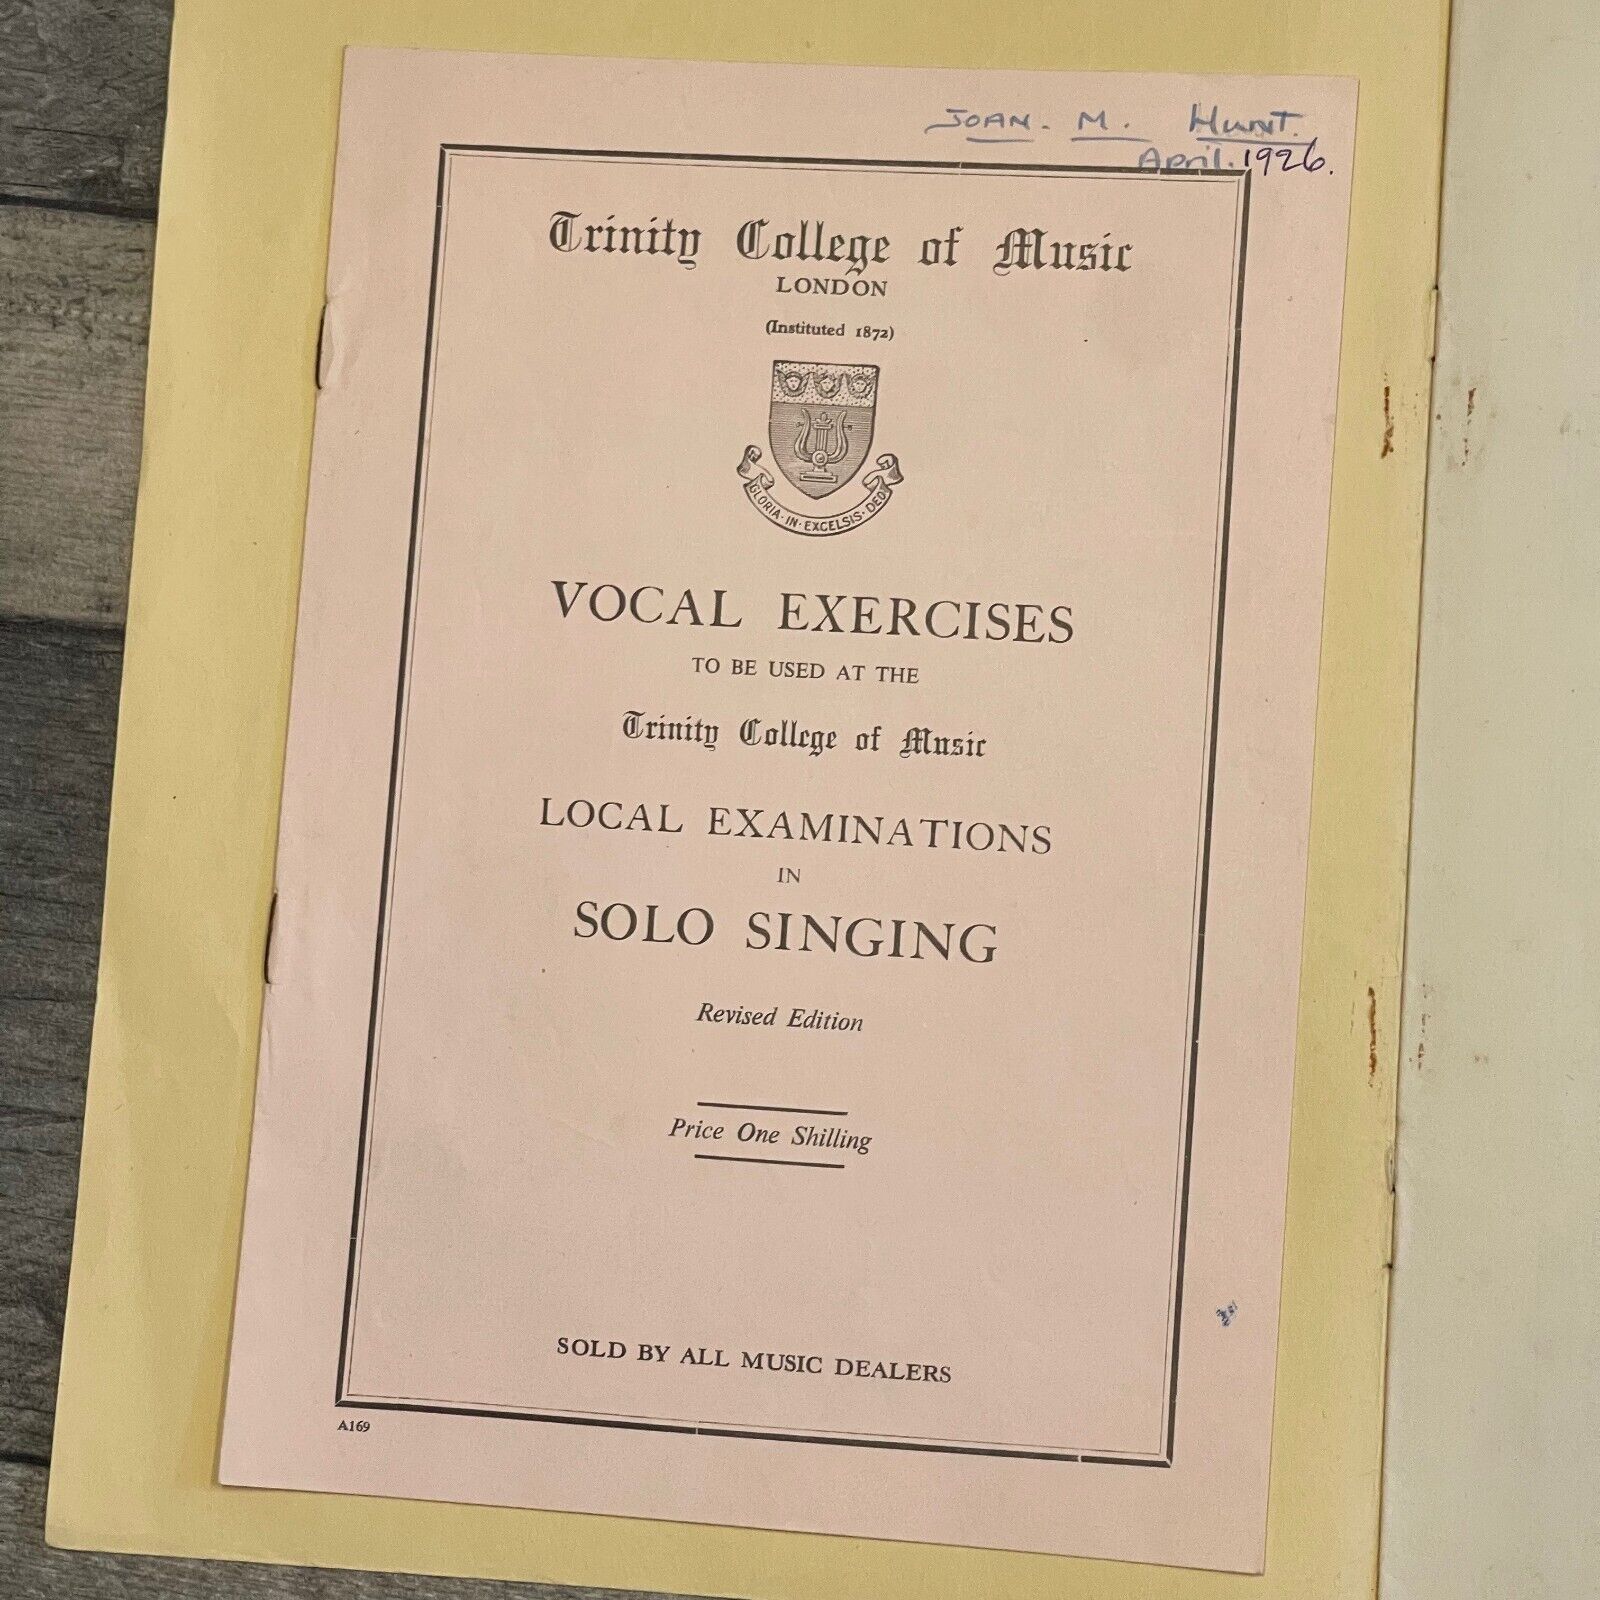 JOAN. M. HUNT.
April. 1926.
Trinity College of Music
LONDON
(Instituted 1872)
GLORIA·IN·EXCELSIS·DEO
VOCAL EXERCISES
TO BE USED AT THE
Trinity College of Music
LOCAL EXAMINATIONS
IN
SOLO SINGING
Revised Edition
Price One Shilling
SOLD BY ALL MUSIC DEALERS
A169